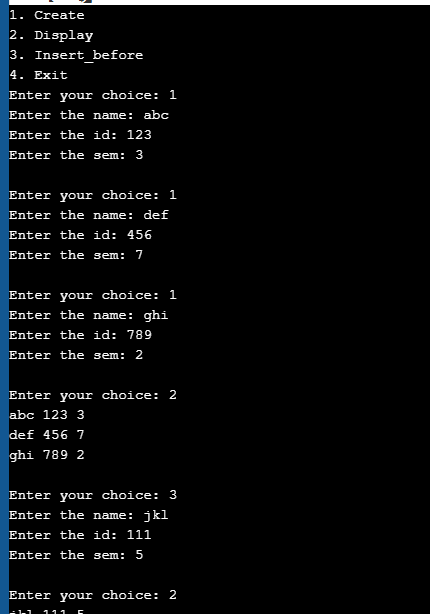 1. Create
2. Display
3. Insert_before
4. Exit
Enter your choice: 1
Enter the name: abc
Enter the id: 123
Enter the sem: 3
Enter your choice: 1
Enter the name: def
Enter the id: 456
Enter the sem: 7
Enter your choice: 1
Enter the name: ghi
Enter the id: 789
Enter the sem: 2
Enter your choice: 2
abc 123 3
def 456 7
ghi 789 2
Enter your choice: 3
Enter the name: jkl
Enter the id: 111
Enter the sem: 5
Enter your choice: 2
jkl 111 5